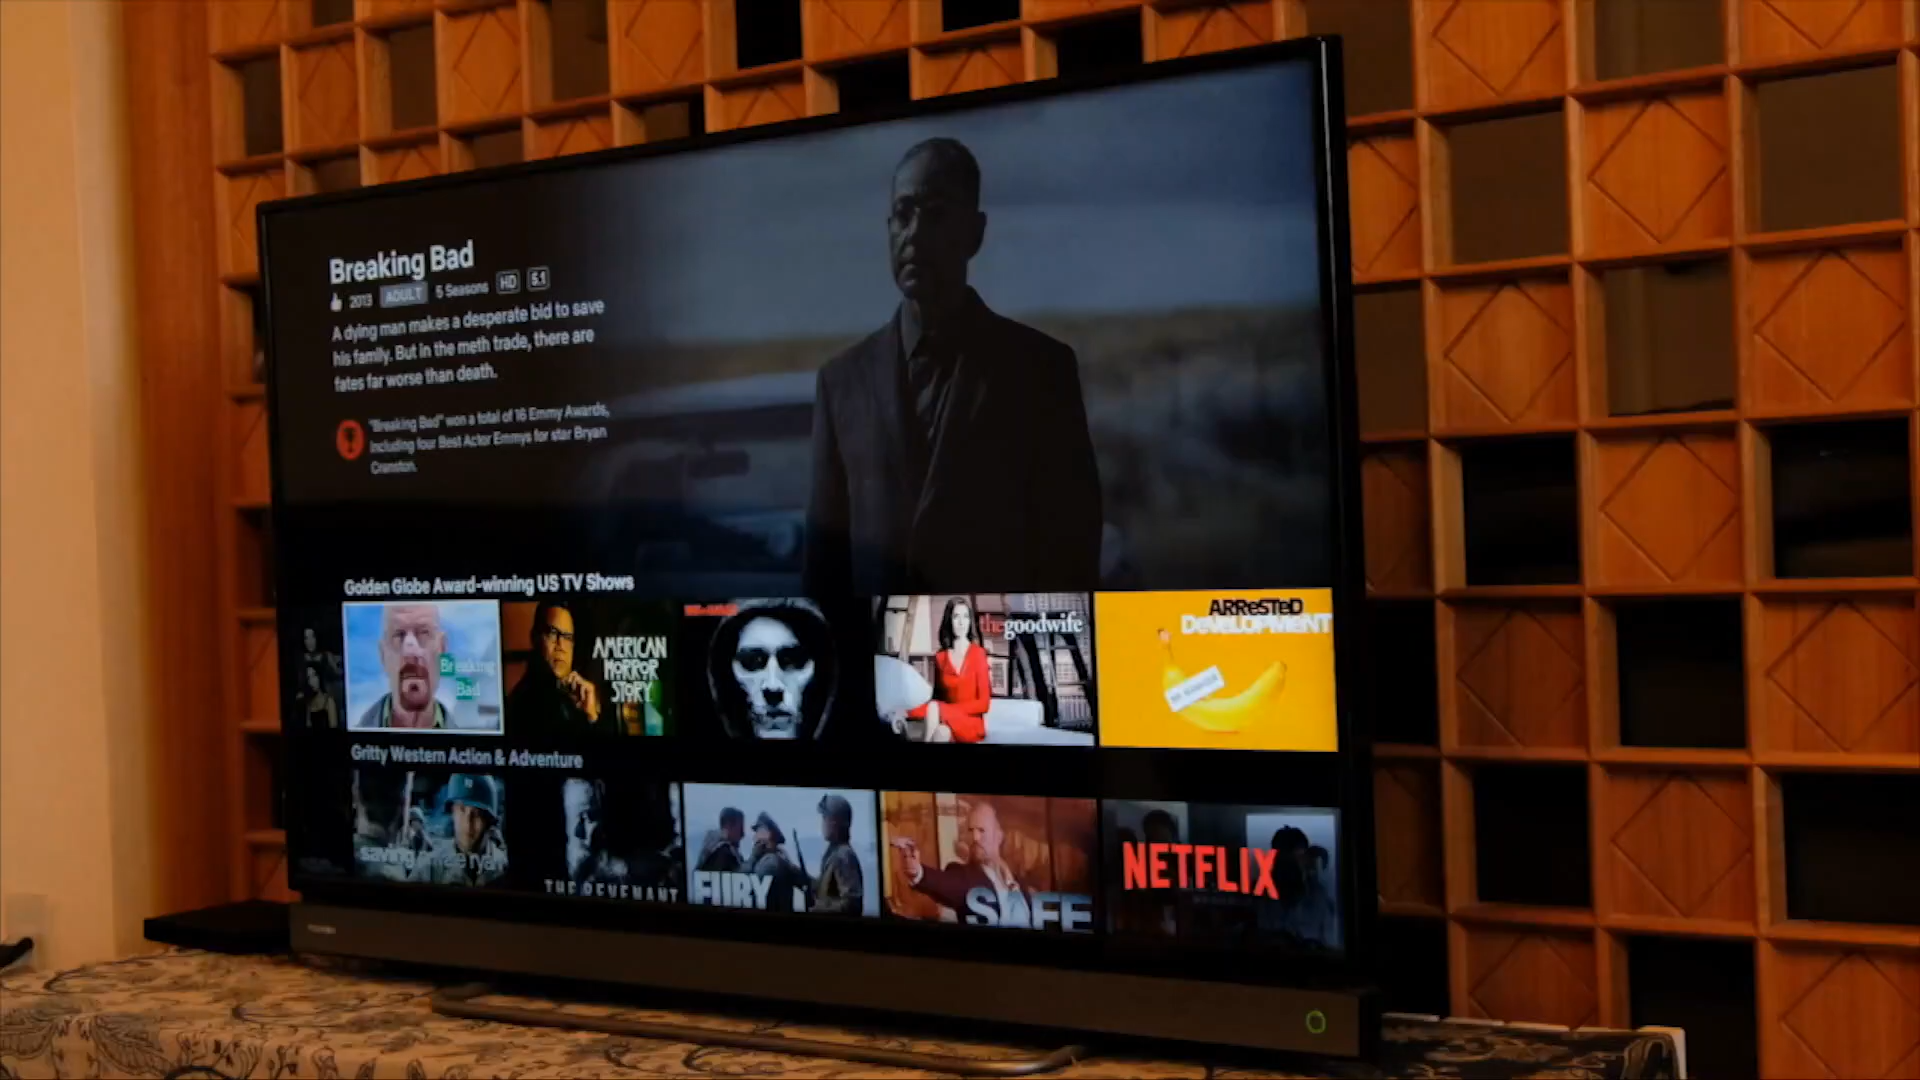 Breaking Bad
2013 ADULT 5 Seasons HD 5.1
A dying man makes a desperate bid to save
his family. But in the meth trade, there are
fates far worse than death.
"Breaking Bad" won a total of 16 Emmy Awards,
including four Best Actor Emmys for star Bryan
Cranston.
Golden Globe Award-winning US TV Shows
Breaking
Bad
AMERICAN
HORROR
STORY
thegoodwife
ARReSTeD
DeVeLOPMENT
Gritty Western Action & Adventure
saving private ryan
THE REVENANT
FURY
SAFE
NETFLIX